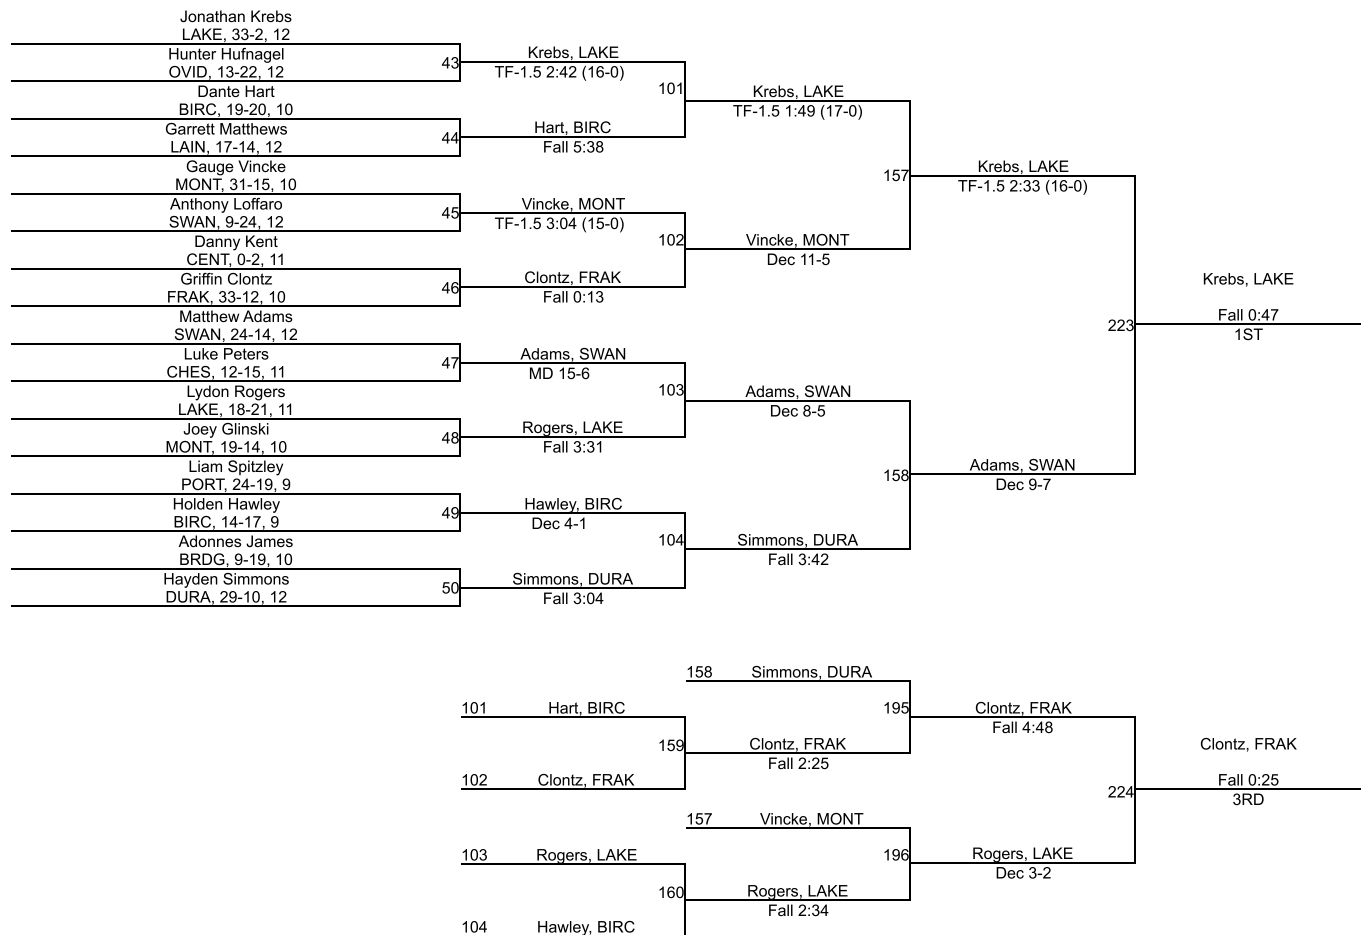 Jonathan Krebs
LAKE, 33-2, 12
Hunter Hufnagel
OVID, 13-22, 12
43
Krebs, LAKE
TF-1.5 2:42 (16-0)
Dante Hart
BIRC, 19-20, 10
101
Krebs, LAKE
TF-1.5 1:49 (17-0)
Garrett Matthews
LAIN, 17-14, 12
44
Hart, BIRC
Fall 5:38
Gauge Vincke
MONT, 31-15, 10
157
Krebs, LAKE
TF-1.5 2:33 (16-0)
Anthony Loffaro
SWAN, 9-24, 12
45
Vincke, MONT
TF-1.5 3:04 (15-0)
Danny Kent
CENT, 0-2, 11
102
Vincke, MONT
Dec 11-5
Griffin Clontz
FRAK, 33-12, 10
46
Clontz, FRAK
Fall 0:13
Krebs, LAKE
Fall 0:47
1ST
223
Matthew Adams
SWAN, 24-14, 12
Luke Peters
CHES, 12-15, 11
47
Adams, SWAN
MD 15-6
Lydon Rogers
LAKE, 18-21, 11
103
Adams, SWAN
Dec 8-5
Joey Glinski
MONT, 19-14, 10
48
Rogers, LAKE
Fall 3:31
Liam Spitzley
PORT, 24-19, 9
158
Adams, SWAN
Dec 9-7
Holden Hawley
BIRC, 14-17, 9
49
Hawley, BIRC
Dec 4-1
Adonnes James
BRDG, 9-19, 10
104
Simmons, DURA
Fall 3:42
Hayden Simmons
DURA, 29-10, 12
50
Simmons, DURA
Fall 3:04
158 Simmons, DURA
101 Hart, BIRC
195
Clontz, FRAK
Fall 4:48
159
Clontz, FRAK
Fall 2:25
102 Clontz, FRAK
Clontz, FRAK
Fall 0:25
3RD
224
157 Vincke, MONT
103 Rogers, LAKE
196
Rogers, LAKE
Dec 3-2
160
Rogers, LAKE
Fall 2:34
104 Hawley, BIRC